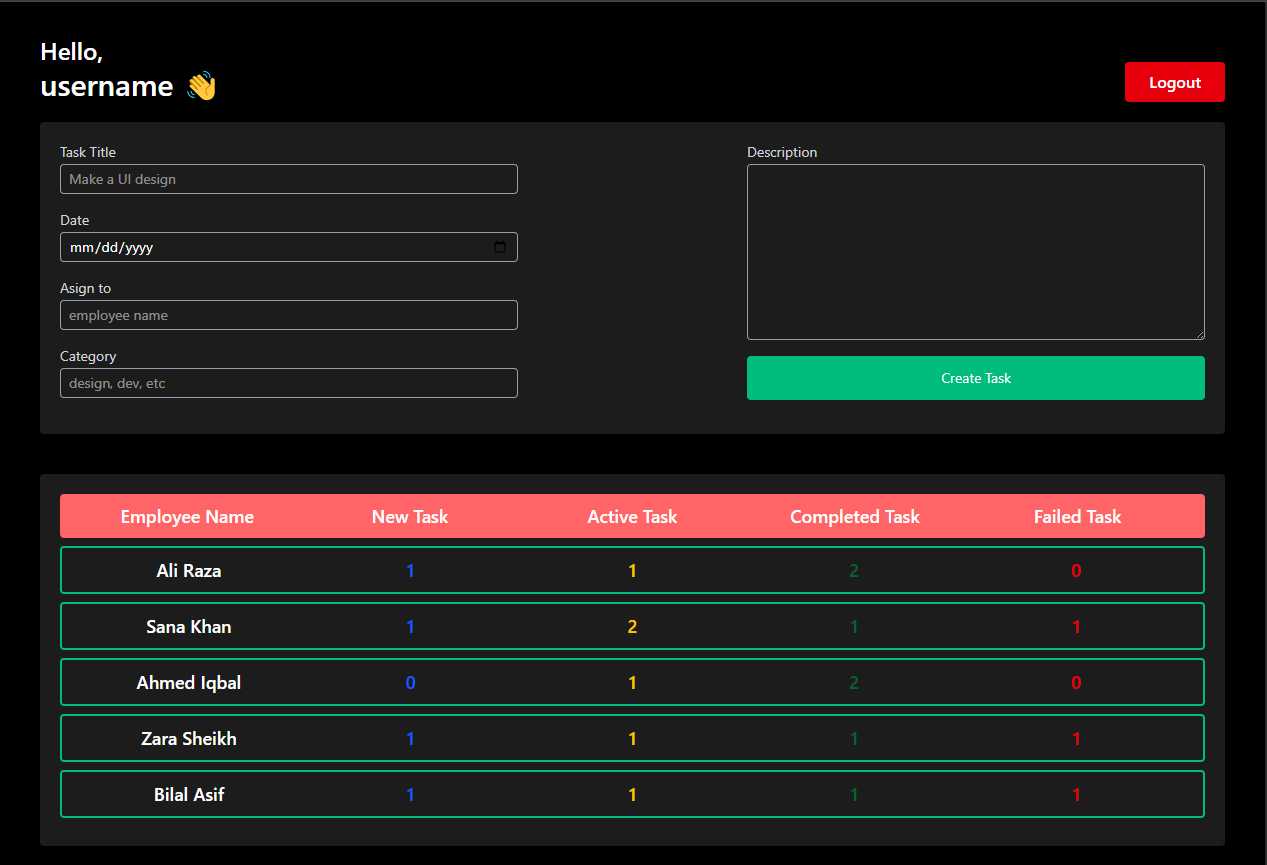 Hello,
username 👋
Logout
Task Title
Make a UI design
Date
mm/dd/yyyy
Asign to
employee name
Category
design, dev, etc
Description
Create Task
Employee Name New Task Active Task Completed Task Failed Task
Ali Raza 1 1 2 0
Sana Khan 1 2 1 1
Ahmed Iqbal 0 1 2 0
Zara Sheikh 1 1 1 1
Bilal Asif 1 1 1 1